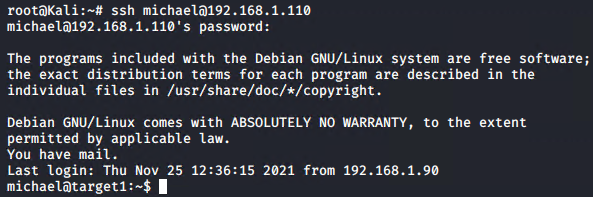 root@Kali:~# ssh michael@192.168.1.110
michael@192.168.1.110's password:
The programs included with the Debian GNU/Linux system are free software;
the exact distribution terms for each program are described in the
individual files in /usr/share/doc/*/copyright.
Debian GNU/Linux comes with ABSOLUTELY NO WARRANTY, to the extent
permitted by applicable law.
You have mail.
Last login: Thu Nov 25 12:36:15 2021 from 192.168.1.90
michael@target1:~$